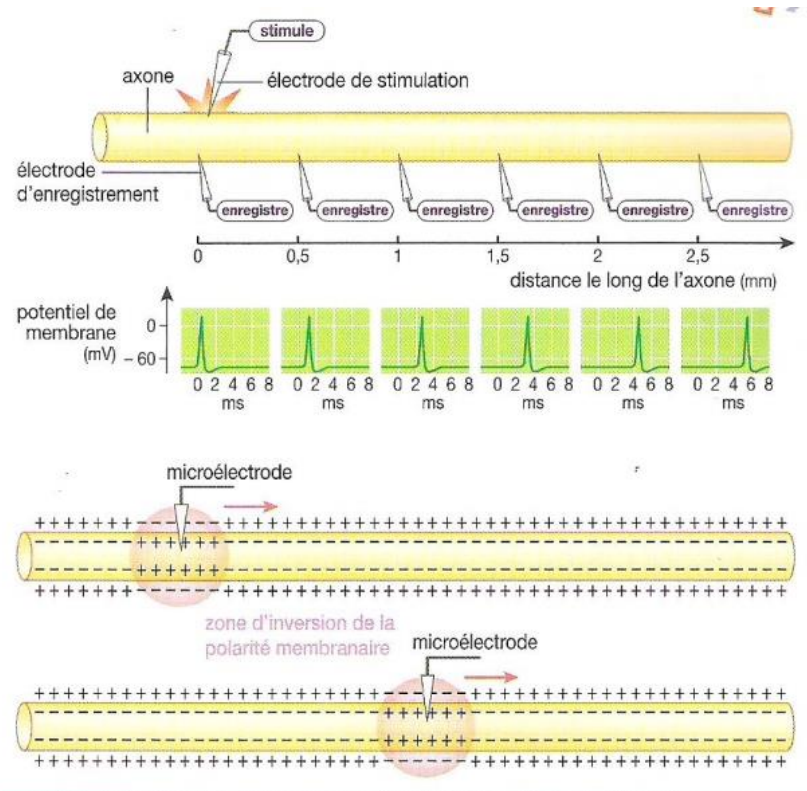 stimule
axone
électrode de stimulation
électrode
d'enregistrement
enregistre enregistre enregistre enregistre enregistre enregistre
0 0,5 1 1,5 2 2,5
distance le long de l'axone (mm)
potentiel de
membrane
(mV)
0
– 60
0 2 4 6 8 0 2 4 6 8 0 2 4 6 8 0 2 4 6 8 0 2 4 6 8 0 2 4 6 8
ms ms ms ms ms ms
microélectrode
zone d'inversion de la
polarité membranaire
microélectrode